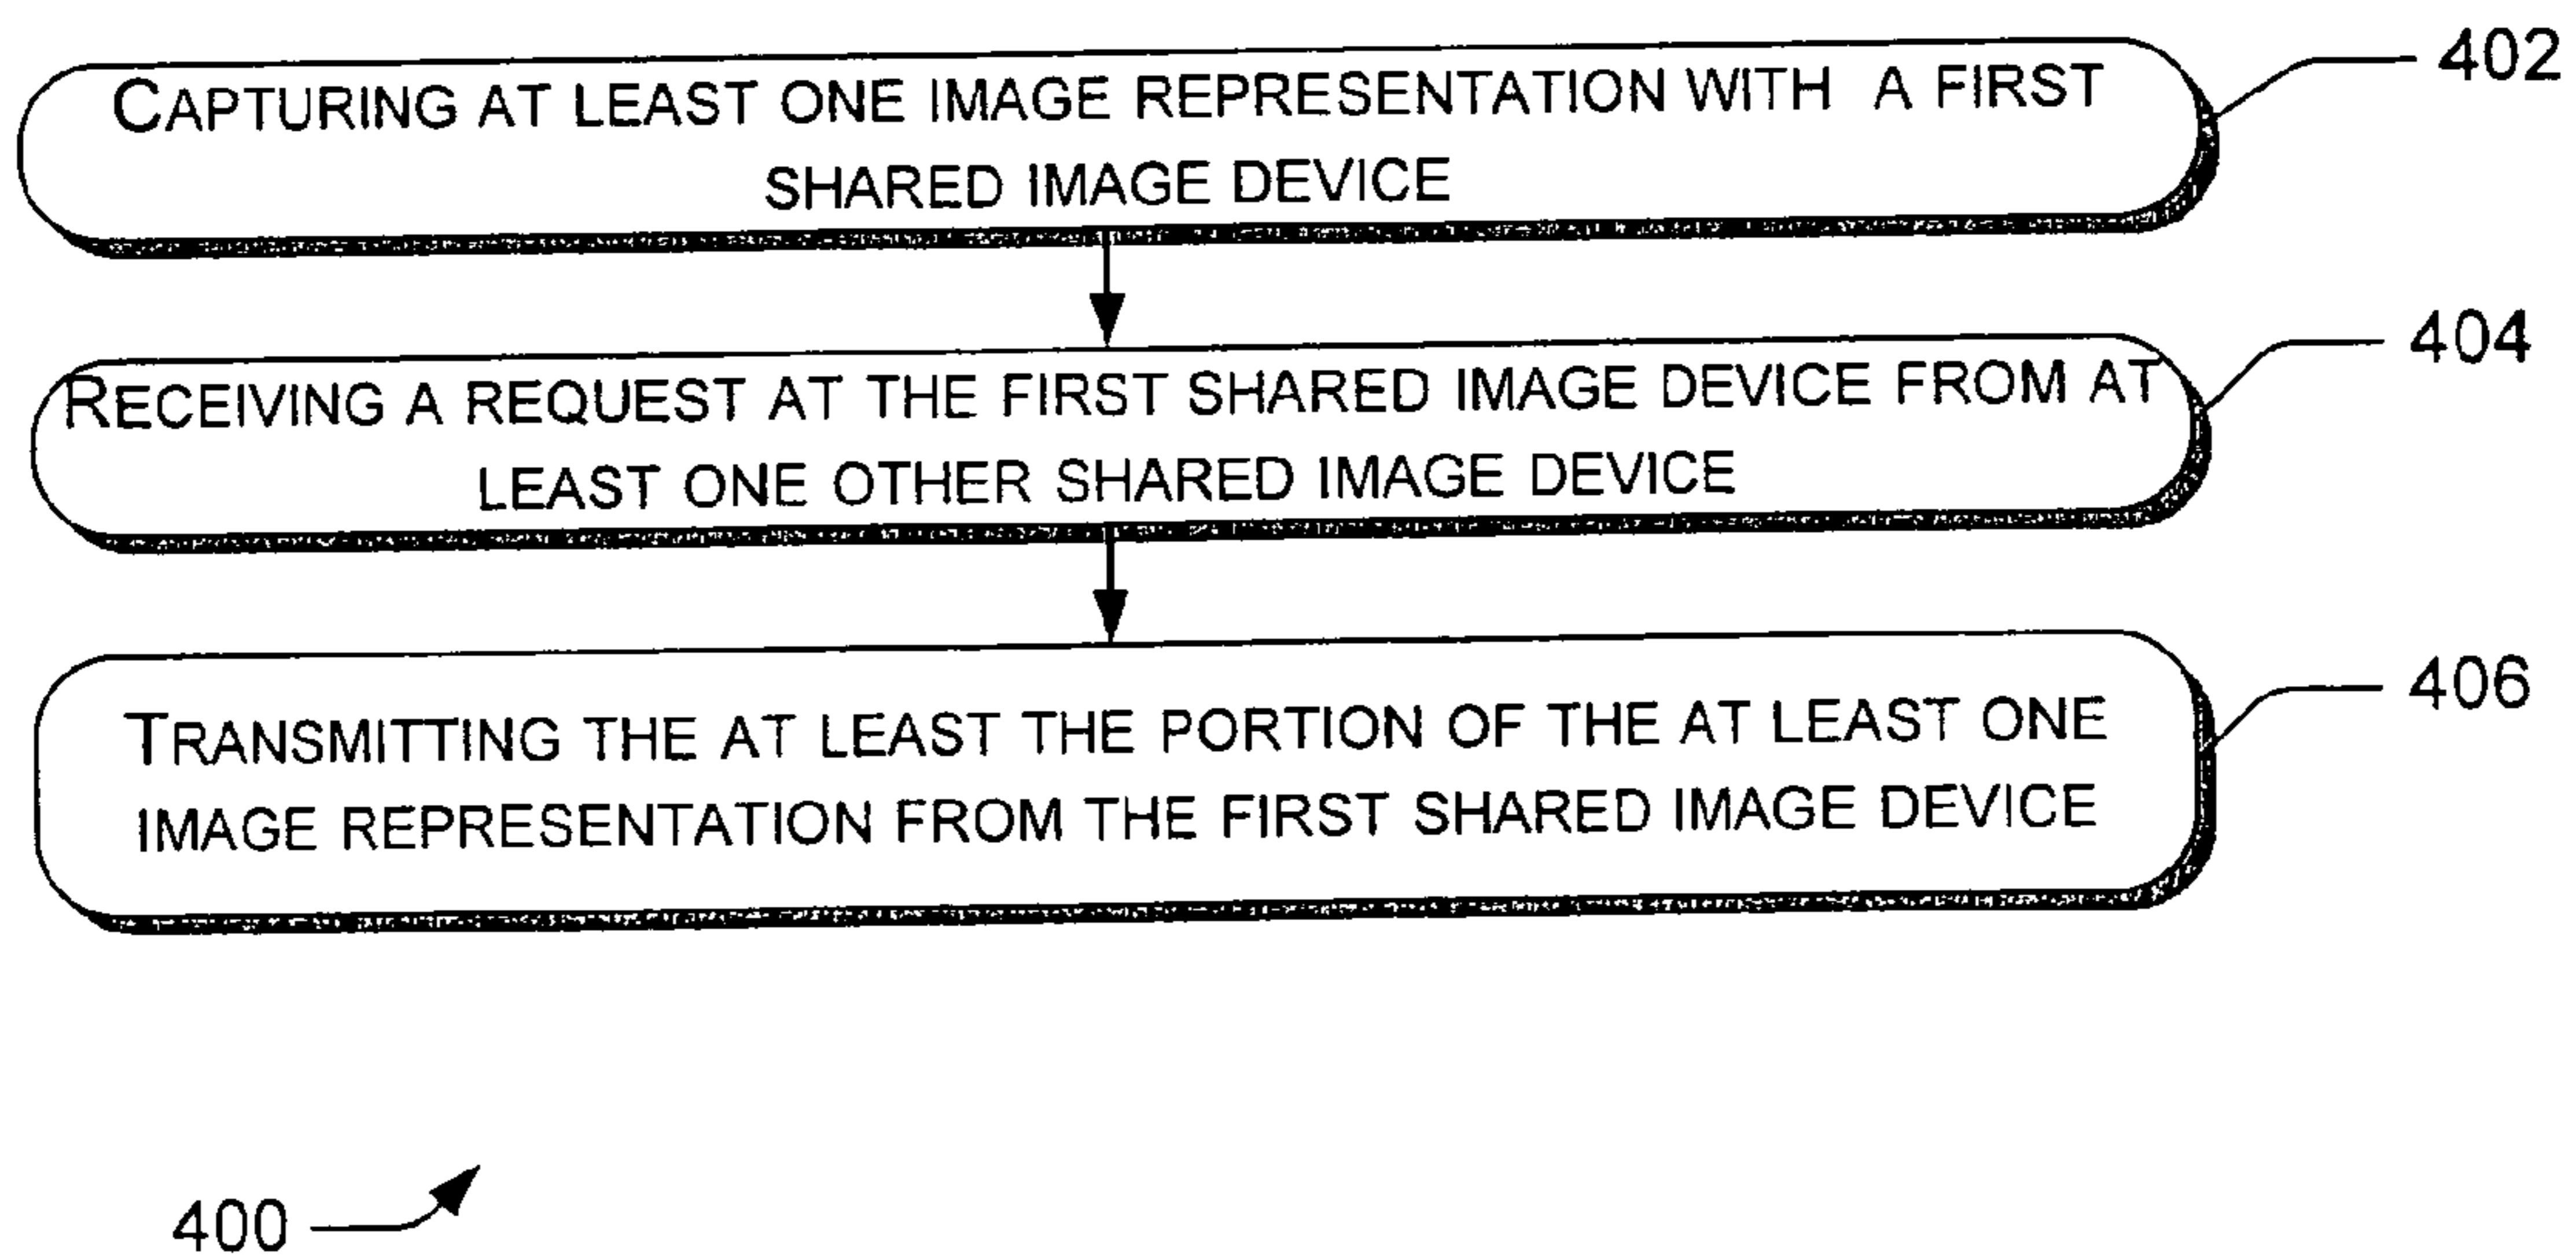 CAPTURING AT LEAST ONE IMAGE REPRESENTATION WITH A FIRST
SHARED IMAGE DEVICE
402
RECEIVING A REQUEST AT THE FIRST SHARED IMAGE DEVICE FROM AT
LEAST ONE OTHER SHARED IMAGE DEVICE
404
TRANSMITTING THE AT LEAST THE PORTION OF THE AT LEAST ONE
IMAGE REPRESENTATION FROM THE FIRST SHARED IMAGE DEVICE
406
400